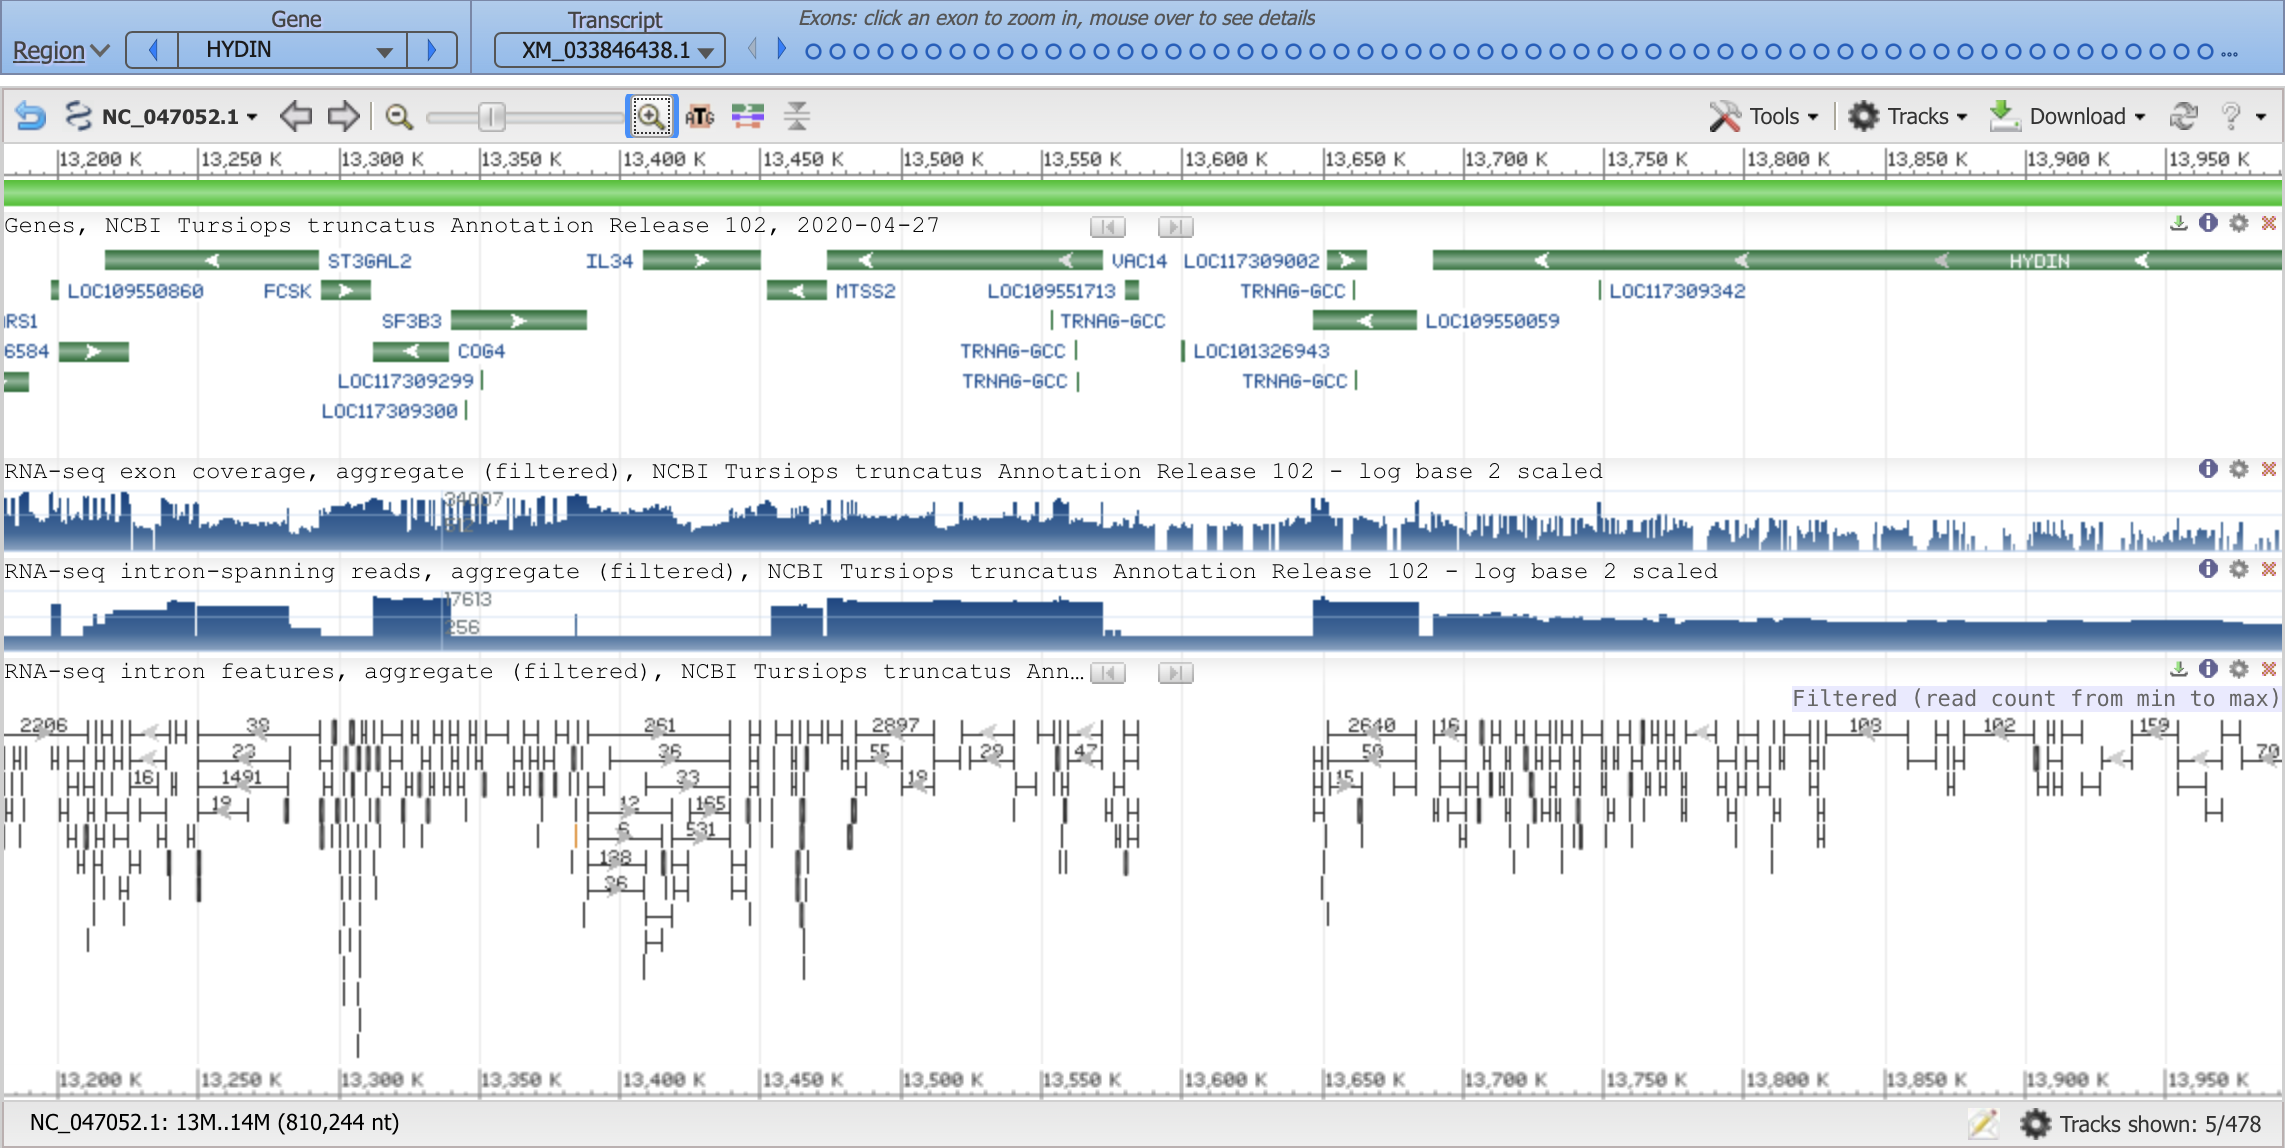 Gene Transcript Exons: click an exon to zoom in, mouse over to see details
Region HYDIN XM_033846438.1 ...
NC_047052.1 ATG Tools Tracks Download ?
13,200 K 13,250 K 13,300 K 13,350 K 13,400 K 13,450 K 13,500 K 13,550 K 13,600 K 13,650 K 13,700 K 13,750 K 13,800 K 13,850 K 13,900 K 13,950 K
Genes, NCBI Tursiops truncatus Annotation Release 102, 2020-04-27
ST3GAL2 IL34 VAC14 LOC117309002 HYDIN
LOC109550860 FCSK MTSS2 LOC109551713 TRNAG-GCC LOC117309342
RS1 SF3B3 TRNAG-GCC LOC109550059
6584 COG4 TRNAG-GCC LOC101326943
LOC117309299 TRNAG-GCC TRNAG-GCC
LOC117309300
RNA-seq exon coverage, aggregate (filtered), NCBI Tursiops truncatus Annotation Release 102 - log base 2 scaled
RNA-seq intron-spanning reads, aggregate (filtered), NCBI Tursiops truncatus Annotation Release 102 - log base 2 scaled
17613
256
RNA-seq intron features, aggregate (filtered), NCBI Tursiops truncatus Ann...
Filtered (read count from min to max)
2206 38 261 2897 2640 16 108 102 159
23 36 55 29 47 59 70
16 1491 33 19 15
19 12 165
6 531
138
36
13,200 K 13,250 K 13,300 K 13,350 K 13,400 K 13,450 K 13,500 K 13,550 K 13,600 K 13,650 K 13,700 K 13,750 K 13,800 K 13,850 K 13,900 K 13,950 K
NC_047052.1: 13M..14M (810,244 nt) Tracks shown: 5/478